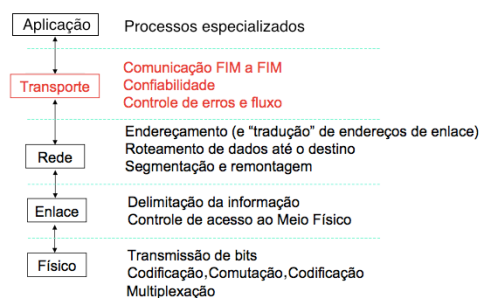 Aplicação Processos especializados
Comunicação FIM a FIM
Transporte Confiabilidade
Controle de erros e fluxo
Endereçamento (e “tradução” de endereços de enlace)
Rede Roteamento de dados até o destino
Segmentação e remontagem
Enlace Delimitação da informação
Controle de acesso ao Meio Físico
Físico Transmissão de bits
Codificação,Comutação,Codificação
Multiplexação